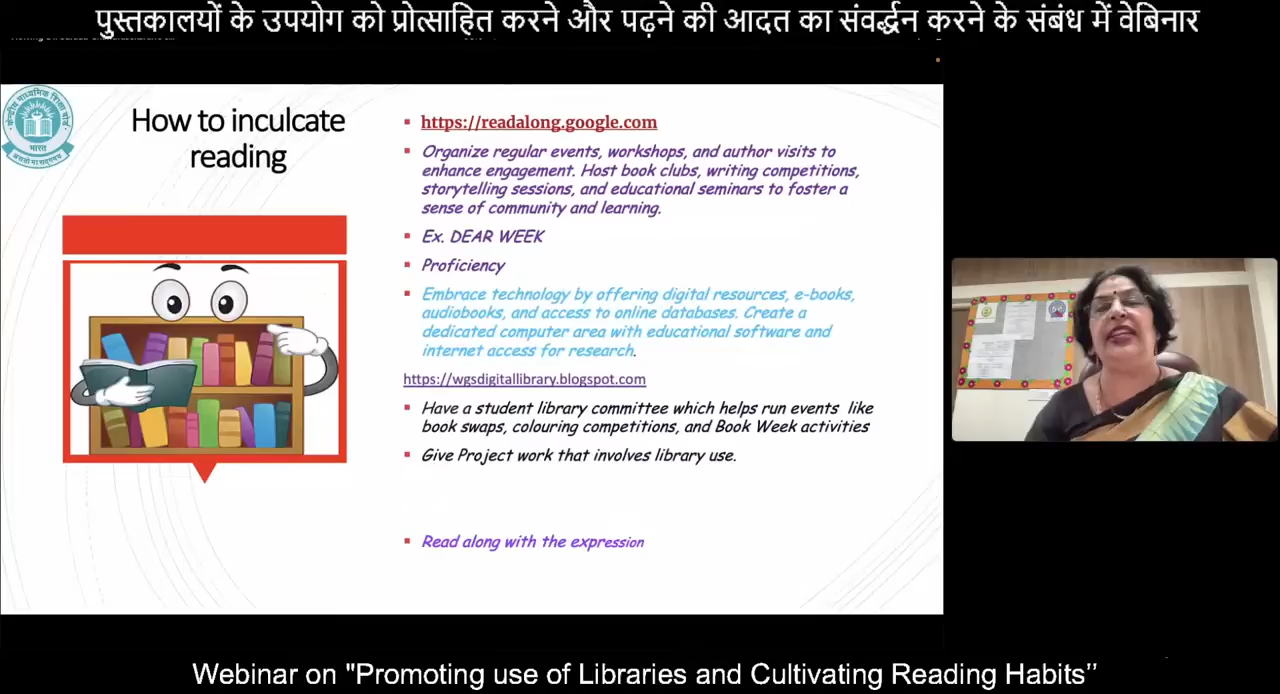 पुस्तकालयों के उपयोग को प्रोत्साहित करने और पढ़ने की आदत का संवर्द्धन करने के संबंध में वेबिनार
केन्द्रीय माध्यमिक शिक्षा बोर्ड
भारत
How to inculcate
reading
https://readalong.google.com
Organize regular events, workshops, and author visits to
enhance engagement. Host book clubs, writing competitions,
storytelling sessions, and educational seminars to foster a
sense of community and learning.
Ex. DEAR WEEK
Proficiency
Embrace technology by offering digital resources, e-books,
audiobooks, and access to online databases. Create a
dedicated computer area with educational software and
internet access for research.
https://wgsdigitallibrary.blogspot.com
Have a student library committee which helps run events like
book swaps, colouring competitions, and Book Week activities
Give Project work that involves library use.
Read along with the expression
Webinar on "Promoting use of Libraries and Cultivating Reading Habits''